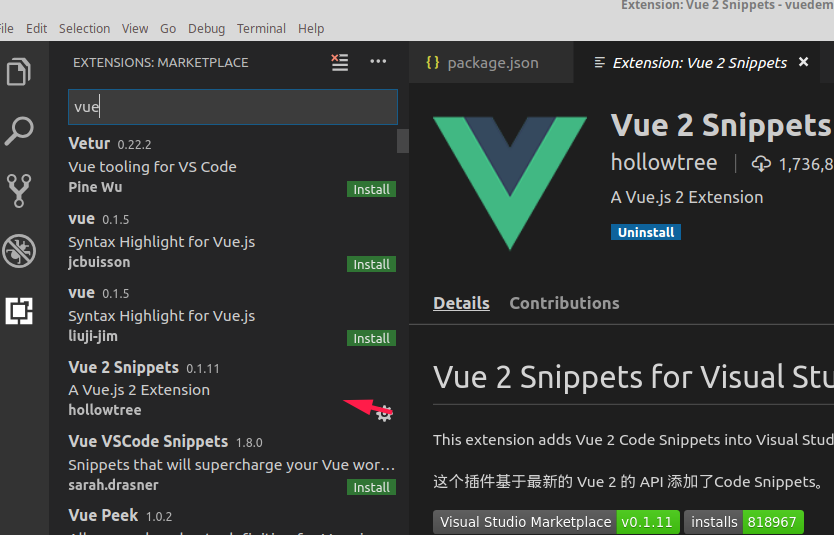 Extension: Vue 2 Snippets - vuedem
File Edit Selection View Go Debug Terminal Help
EXTENSIONS: MARKETPLACE
{} package.json
Extension: Vue 2 Snippets
vue
Vetur 0.22.2
Vue tooling for VS Code
Pine Wu
Install
vue 0.1.5
Syntax Highlight for Vue.js
jcbuisson
Install
vue 0.1.5
Syntax Highlight for Vue.js
liuji-jim
Install
Vue 2 Snippets 0.1.11
A Vue.js 2 Extension
hollowtree
Vue VSCode Snippets 1.8.0
Snippets that will supercharge your Vue wor...
sarah.drasner
Install
Vue Peek 1.0.2
Vue 2 Snippets
hollowtree | 1,736,8
A Vue.js 2 Extension
Uninstall
Details Contributions
Vue 2 Snippets for Visual Stu
This extension adds Vue 2 Code Snippets into Visual Stud
这个插件基于最新的 Vue 2 的 API 添加了Code Snippets。
Visual Studio Marketplace v0.1.11 installs 818967